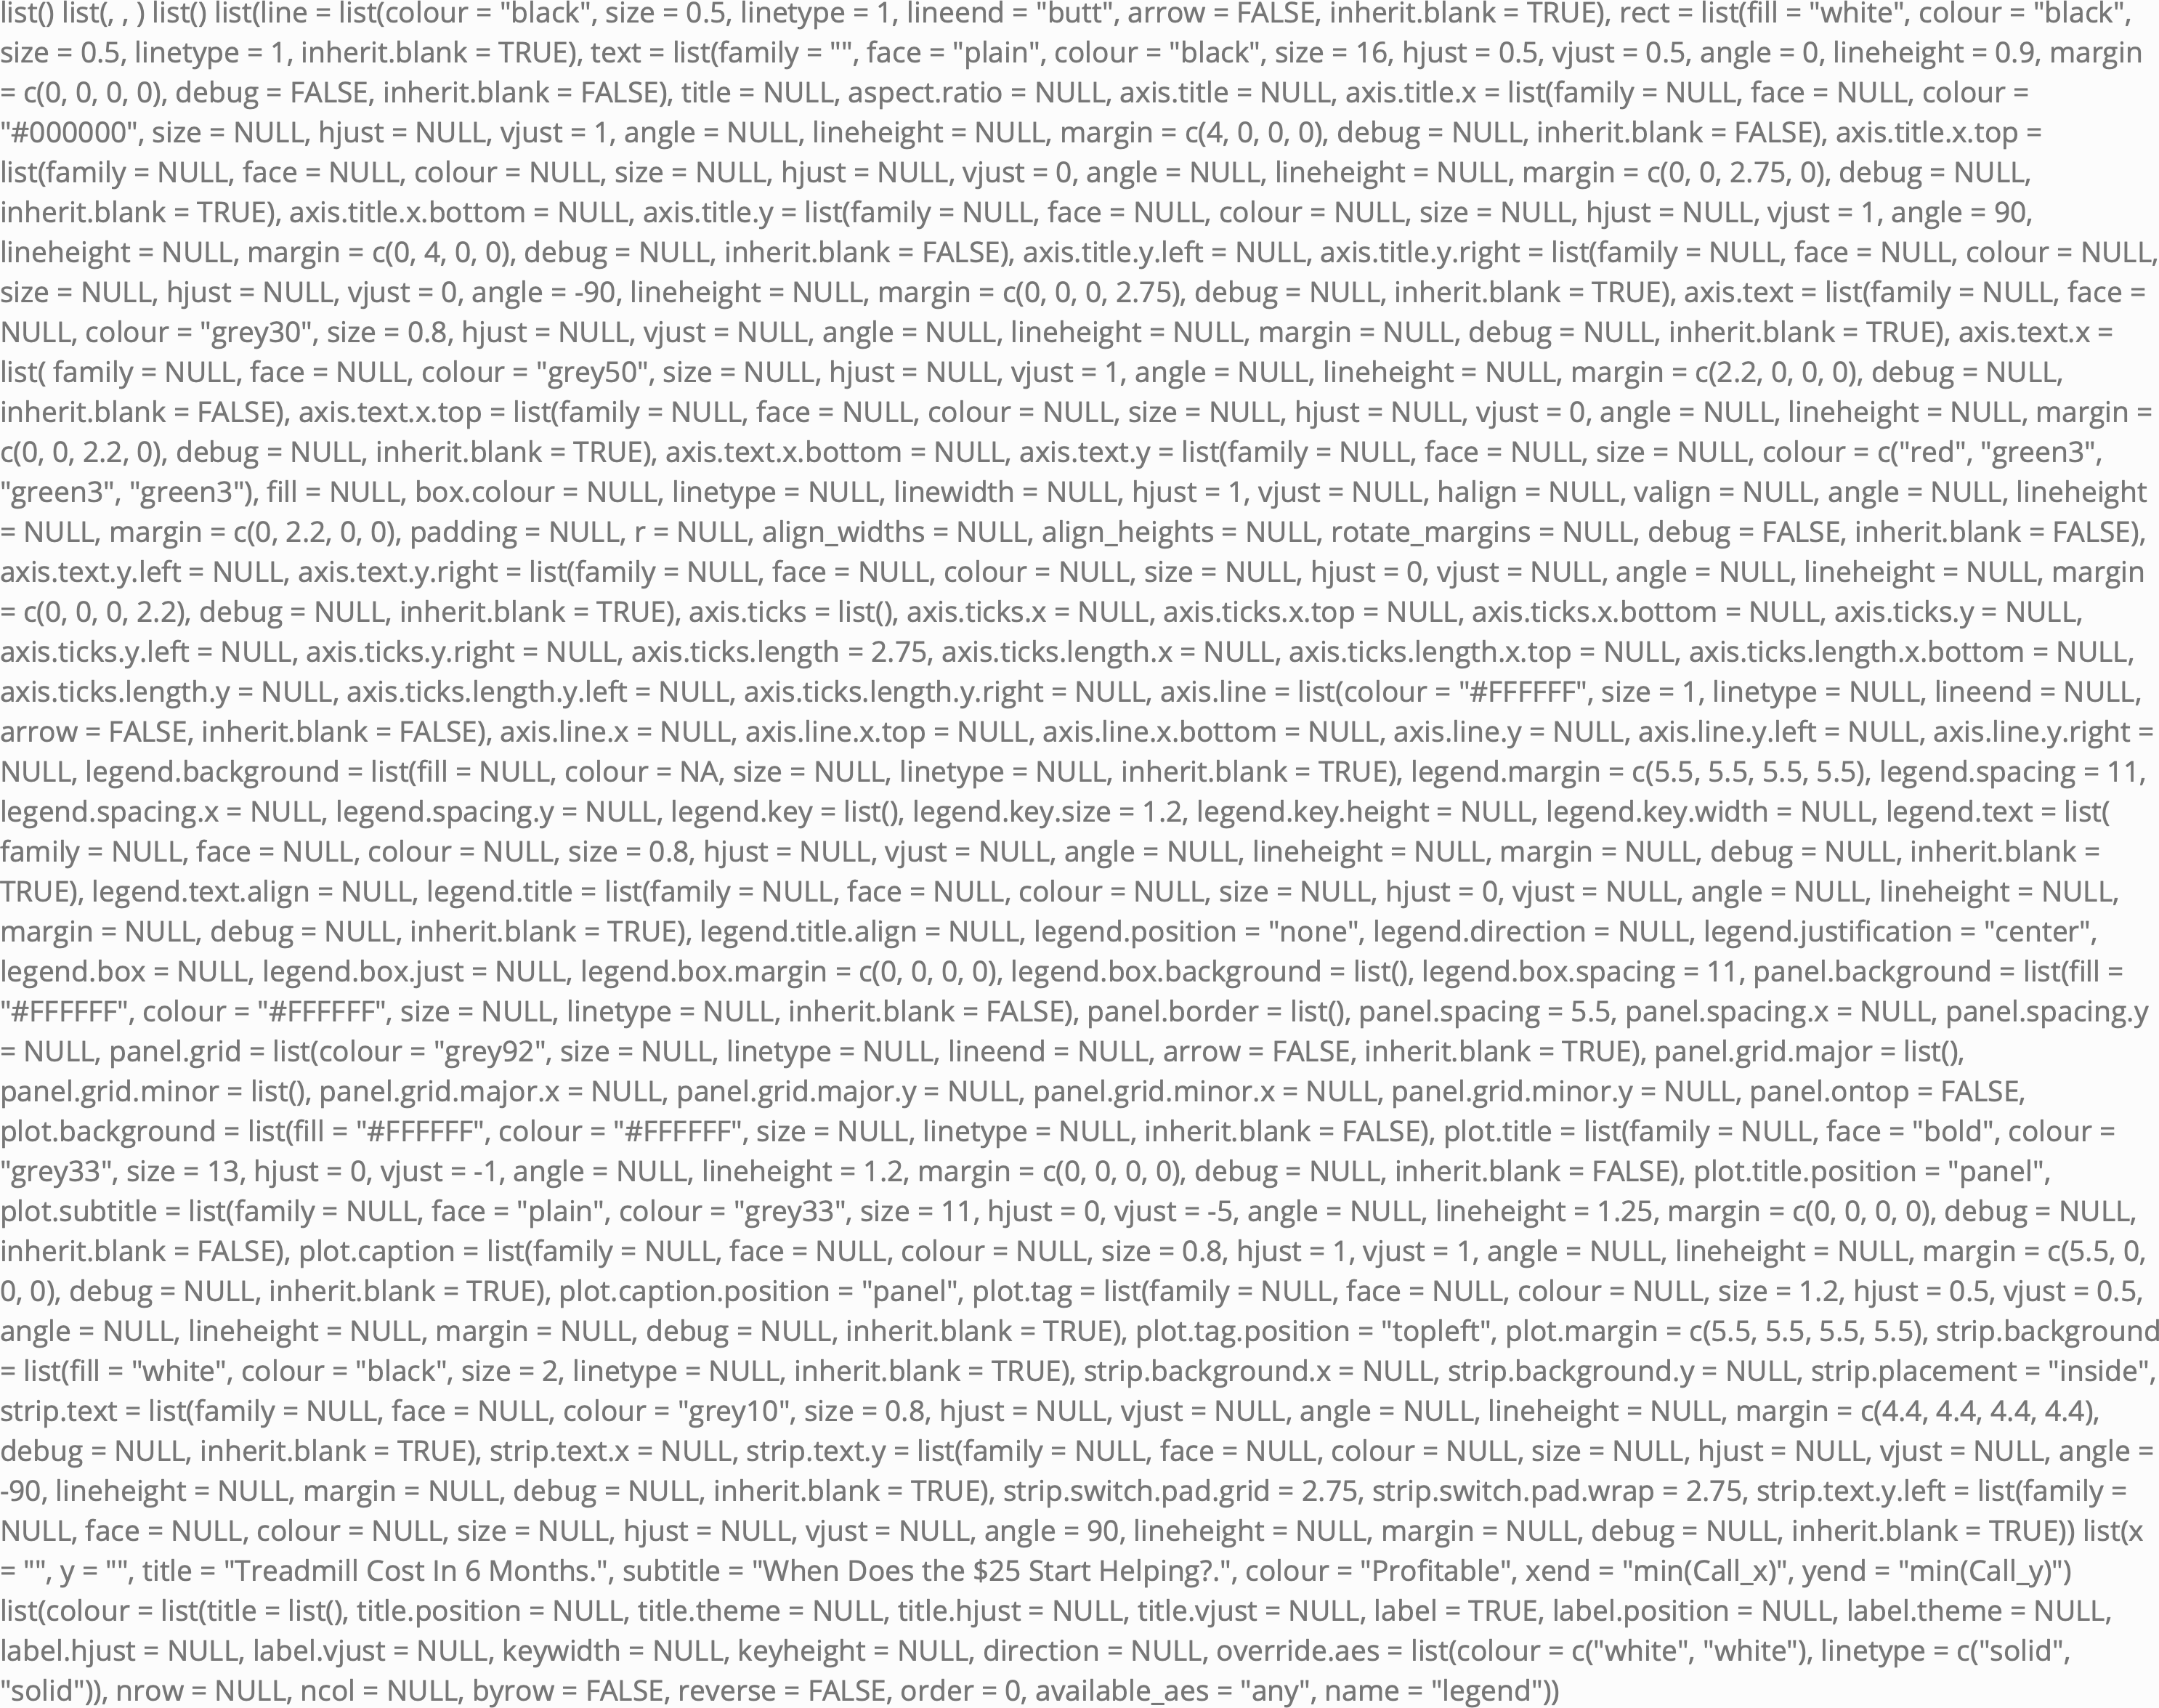 list() list(, , ) list() list(line = list(colour = "black", size = 0.5, linetype = 1, lineend = "butt", arrow = FALSE, inherit.blank = TRUE), rect = list(fill = "white", colour = "black",
size = 0.5, linetype = 1, inherit.blank = TRUE), text = list(family = "", face = "plain", colour = "black", size = 16, hjust = 0.5, vjust = 0.5, angle = 0, lineheight = 0.9, margin
= c(0, 0, 0, 0), debug = FALSE, inherit.blank = FALSE), title = NULL, aspect.ratio = NULL, axis.title = NULL, axis.title.x = list(family = NULL, face = NULL, colour =
"#000000", size = NULL, hjust = NULL, vjust = 1, angle = NULL, lineheight = NULL, margin = c(4, 0, 0, 0), debug = NULL, inherit.blank = FALSE), axis.title.x.top =
list(family = NULL, face = NULL, colour = NULL, size = NULL, hjust = NULL, vjust = 0, angle = NULL, lineheight = NULL, margin = c(0, 0, 2.75, 0), debug = NULL,
inherit.blank = TRUE), axis.title.x.bottom = NULL, axis.title.y = list(family = NULL, face = NULL, colour = NULL, size = NULL, hjust = NULL, vjust = 1, angle = 90,
lineheight = NULL, margin = c(0, 4, 0, 0), debug = NULL, inherit.blank = FALSE), axis.title.y.left = NULL, axis.title.y.right = list(family = NULL, face = NULL, colour = NULL,
size = NULL, hjust = NULL, vjust = 0, angle = -90, lineheight = NULL, margin = c(0, 0, 0, 2.75), debug = NULL, inherit.blank = TRUE), axis.text = list(family = NULL, face =
NULL, colour = "grey30", size = 0.8, hjust = NULL, vjust = NULL, angle = NULL, lineheight = NULL, margin = NULL, debug = NULL, inherit.blank = TRUE), axis.text.x =
list( family = NULL, face = NULL, colour = "grey50", size = NULL, hjust = NULL, vjust = 1, angle = NULL, lineheight = NULL, margin = c(2.2, 0, 0, 0), debug = NULL,
inherit.blank = FALSE), axis.text.x.top = list(family = NULL, face = NULL, colour = NULL, size = NULL, hjust = NULL, vjust = 0, angle = NULL, lineheight = NULL, margin =
c(0, 0, 2.2, 0), debug = NULL, inherit.blank = TRUE), axis.text.x.bottom = NULL, axis.text.y = list(family = NULL, face = NULL, size = NULL, colour = c("red", "green3",
"green3", "green3"), fill = NULL, box.colour = NULL, linetype = NULL, linewidth = NULL, hjust = 1, vjust = NULL, halign = NULL, valign = NULL, angle = NULL, lineheight
= NULL, margin = c(0, 2.2, 0, 0), padding = NULL, r = NULL, align_widths = NULL, align_heights = NULL, rotate_margins = NULL, debug = FALSE, inherit.blank = FALSE),
axis.text.y.left = NULL, axis.text.y.right = list(family = NULL, face = NULL, colour = NULL, size = NULL, hjust = 0, vjust = NULL, angle = NULL, lineheight = NULL, margin
= c(0, 0, 0, 2.2), debug = NULL, inherit.blank = TRUE), axis.ticks = list(), axis.ticks.x = NULL, axis.ticks.x.top = NULL, axis.ticks.x.bottom = NULL, axis.ticks.y = NULL,
axis.ticks.y.left = NULL, axis.ticks.y.right = NULL, axis.ticks.length = 2.75, axis.ticks.length.x = NULL, axis.ticks.length.x.top = NULL, axis.ticks.length.x.bottom = NULL,
axis.ticks.length.y = NULL, axis.ticks.length.y.left = NULL, axis.ticks.length.y.right = NULL, axis.line = list(colour = "#FFFFFF", size = 1, linetype = NULL, lineend = NULL,
arrow = FALSE, inherit.blank = FALSE), axis.line.x = NULL, axis.line.x.top = NULL, axis.line.x.bottom = NULL, axis.line.y = NULL, axis.line.y.left = NULL, axis.line.y.right =
NULL, legend.background = list(fill = NULL, colour = NA, size = NULL, linetype = NULL, inherit.blank = TRUE), legend.margin = c(5.5, 5.5, 5.5, 5.5), legend.spacing = 11,
legend.spacing.x = NULL, legend.spacing.y = NULL, legend.key = list(), legend.key.size = 1.2, legend.key.height = NULL, legend.key.width = NULL, legend.text = list(
family = NULL, face = NULL, colour = NULL, size = 0.8, hjust = NULL, vjust = NULL, angle = NULL, lineheight = NULL, margin = NULL, debug = NULL, inherit.blank =
TRUE), legend.text.align = NULL, legend.title = list(family = NULL, face = NULL, colour = NULL, size = NULL, hjust = 0, vjust = NULL, angle = NULL, lineheight = NULL,
margin = NULL, debug = NULL, inherit.blank = TRUE), legend.title.align = NULL, legend.position = "none", legend.direction = NULL, legend.justification = "center",
legend.box = NULL, legend.box.just = NULL, legend.box.margin = c(0, 0, 0, 0), legend.box.background = list(), legend.box.spacing = 11, panel.background = list(fill =
"#FFFFFF", colour = "#FFFFFF", size = NULL, linetype = NULL, inherit.blank = FALSE), panel.border = list(), panel.spacing = 5.5, panel.spacing.x = NULL, panel.spacing.y
= NULL, panel.grid = list(colour = "grey92", size = NULL, linetype = NULL, lineend = NULL, arrow = FALSE, inherit.blank = TRUE), panel.grid.major = list(),
panel.grid.minor = list(), panel.grid.major.x = NULL, panel.grid.major.y = NULL, panel.grid.minor.x = NULL, panel.grid.minor.y = NULL, panel.ontop = FALSE,
plot.background = list(fill = "#FFFFFF", colour = "#FFFFFF", size = NULL, linetype = NULL, inherit.blank = FALSE), plot.title = list(family = NULL, face = "bold", colour =
"grey33", size = 13, hjust = 0, vjust = -1, angle = NULL, lineheight = 1.2, margin = c(0, 0, 0, 0), debug = NULL, inherit.blank = FALSE), plot.title.position = "panel",
plot.subtitle = list(family = NULL, face = "plain", colour = "grey33", size = 11, hjust = 0, vjust = -5, angle = NULL, lineheight = 1.25, margin = c(0, 0, 0, 0), debug = NULL,
inherit.blank = FALSE), plot.caption = list(family = NULL, face = NULL, colour = NULL, size = 0.8, hjust = 1, vjust = 1, angle = NULL, lineheight = NULL, margin = c(5.5, 0,
0, 0), debug = NULL, inherit.blank = TRUE), plot.caption.position = "panel", plot.tag = list(family = NULL, face = NULL, colour = NULL, size = 1.2, hjust = 0.5, vjust = 0.5,
angle = NULL, lineheight = NULL, margin = NULL, debug = NULL, inherit.blank = TRUE), plot.tag.position = "topleft", plot.margin = c(5.5, 5.5, 5.5, 5.5), strip.background
= list(fill = "white", colour = "black", size = 2, linetype = NULL, inherit.blank = TRUE), strip.background.x = NULL, strip.background.y = NULL, strip.placement = "inside",
strip.text = list(family = NULL, face = NULL, colour = "grey10", size = 0.8, hjust = NULL, vjust = NULL, angle = NULL, lineheight = NULL, margin = c(4.4, 4.4, 4.4, 4.4),
debug = NULL, inherit.blank = TRUE), strip.text.x = NULL, strip.text.y = list(family = NULL, face = NULL, colour = NULL, size = NULL, hjust = NULL, vjust = NULL, angle =
-90, lineheight = NULL, margin = NULL, debug = NULL, inherit.blank = TRUE), strip.switch.pad.grid = 2.75, strip.switch.pad.wrap = 2.75, strip.text.y.left = list(family =
NULL, face = NULL, colour = NULL, size = NULL, hjust = NULL, vjust = NULL, angle = 90, lineheight = NULL, margin = NULL, debug = NULL, inherit.blank = TRUE)) list(x
= "", y = "", title = "Treadmill Cost In 6 Months.", subtitle = "When Does the $25 Start Helping?.", colour = "Profitable", xend = "min(Call_x)", yend = "min(Call_y)")
list(colour = list(title = list(), title.position = NULL, title.theme = NULL, title.hjust = NULL, title.vjust = NULL, label = TRUE, label.position = NULL, label.theme = NULL,
label.hjust = NULL, label.vjust = NULL, keywidth = NULL, keyheight = NULL, direction = NULL, override.aes = list(colour = c("white", "white"), linetype = c("solid",
"solid")), nrow = NULL, ncol = NULL, byrow = FALSE, reverse = FALSE, order = 0, available_aes = "any", name = "legend"))